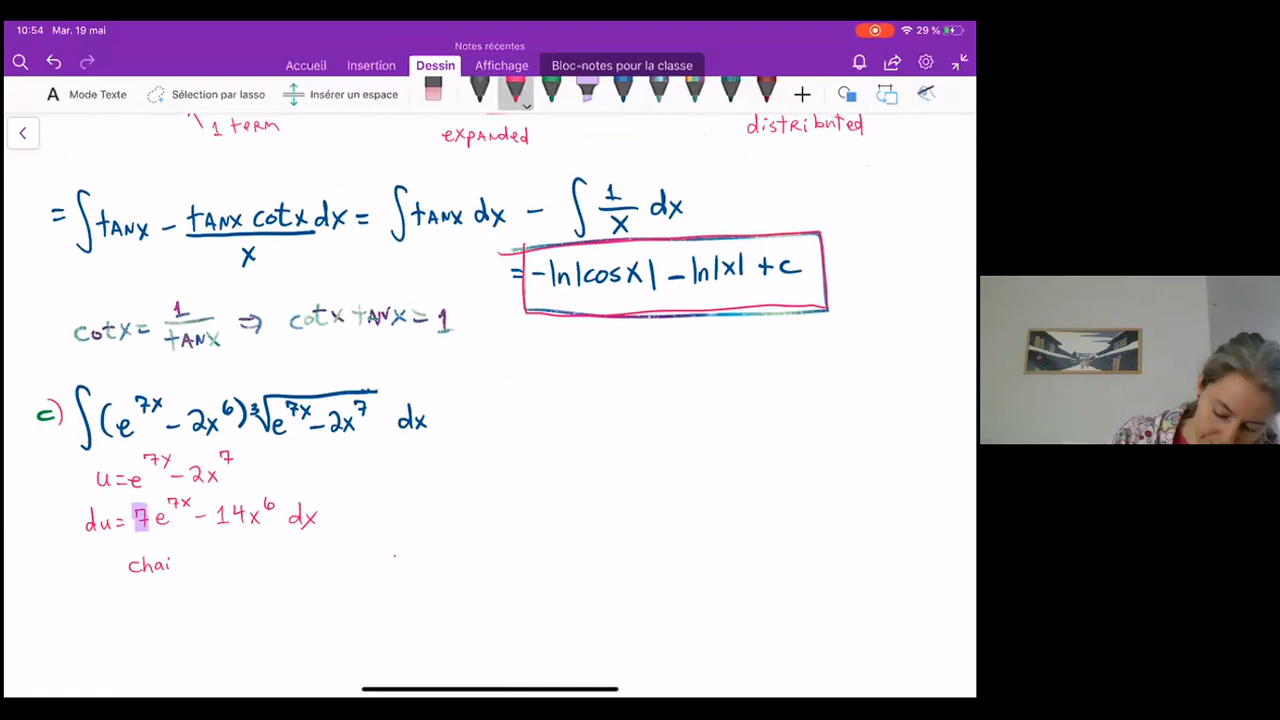 10:54 Mar. 19 mai
29 %
Notes récentes
Accueil Insertion Dessin Affichage Bloc-notes pour la classe
A Mode Texte Sélection par lasso Insérer un espace
1 term
expanded
distributed
= ∫ tanx - (tanx cotx)/x dx = ∫ tanx dx - ∫ 1/x dx
= -ln|cosx| - ln|x| + c
cotx = 1/tanx ⇒ cotx tanx = 1
c) ∫ (e^{7x} - 2x^6) ∛(e^{7x} - 2x^7) dx
u = e^{7x} - 2x^7
du = 7e^{7x} - 14x^6 dx
chai